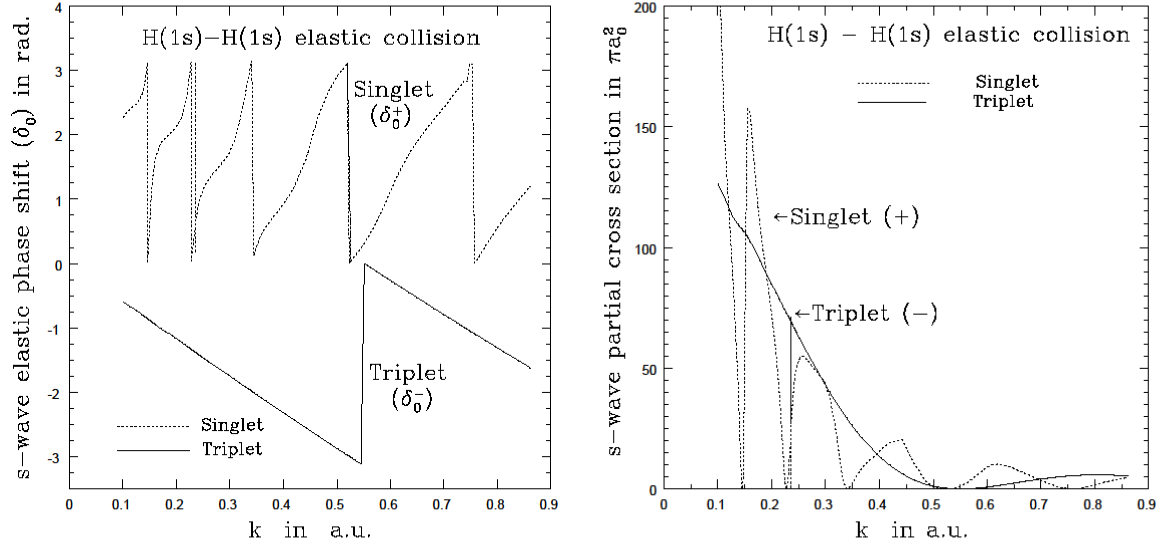 H(1s)−H(1s) elastic collision
s−wave elastic phase shift (δ₀) in rad.
4
3
2
1
0
-1
-2
-3
Singlet
(δ₀⁺)
Triplet
(δ₀⁻)
Singlet
Triplet
0 0.1 0.2 0.3 0.4 0.5 0.6 0.7 0.8 0.9
k in a.u.
H(1s) − H(1s) elastic collision
s−wave partial cross section in πa₀²
200
150
100
50
0
Singlet
Triplet
←Singlet (+)
←Triplet (−)
0 0.1 0.2 0.3 0.4 0.5 0.6 0.7 0.8 0.9
k in a.u.